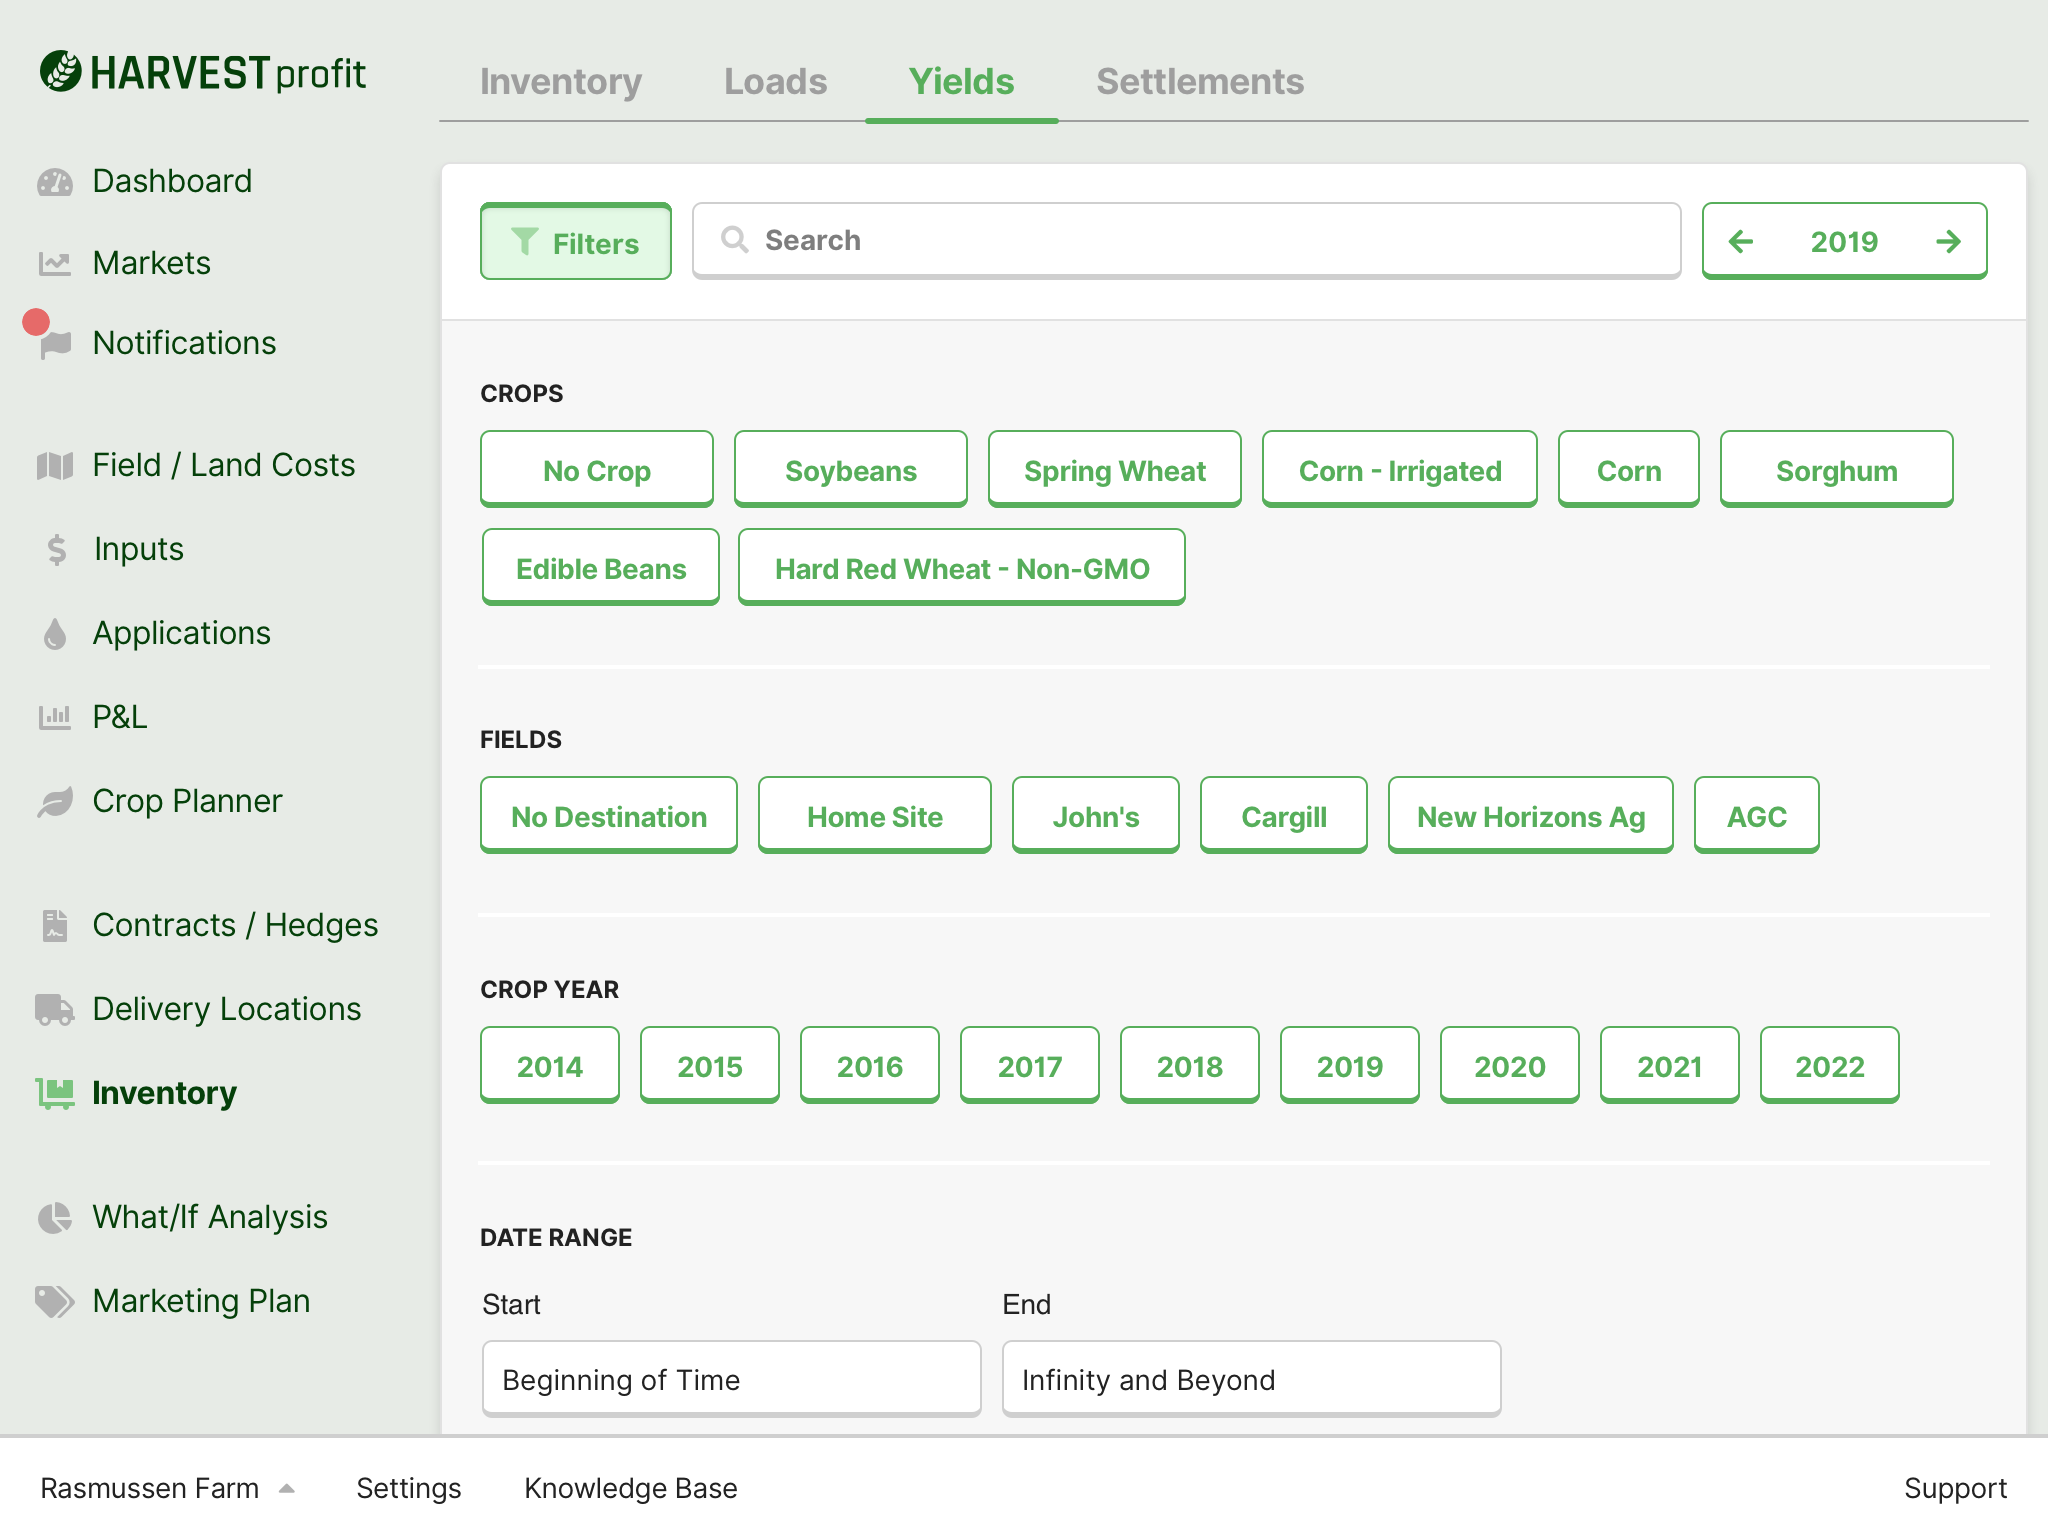 HARVEST profit
Dashboard
Markets
Notifications
Field / Land Costs
Inputs
Applications
P&L
Crop Planner
Contracts / Hedges
Delivery Locations
Inventory
What/If Analysis
Marketing Plan
Inventory Loads Yields Settlements
Filters Search 2019
CROPS
No Crop Soybeans Spring Wheat Corn - Irrigated Corn Sorghum
Edible Beans Hard Red Wheat - Non-GMO
FIELDS
No Destination Home Site John's Cargill New Horizons Ag AGC
CROP YEAR
2014 2015 2016 2017 2018 2019 2020 2021 2022
DATE RANGE
Start End
Beginning of Time Infinity and Beyond
Rasmussen Farm Settings Knowledge Base Support